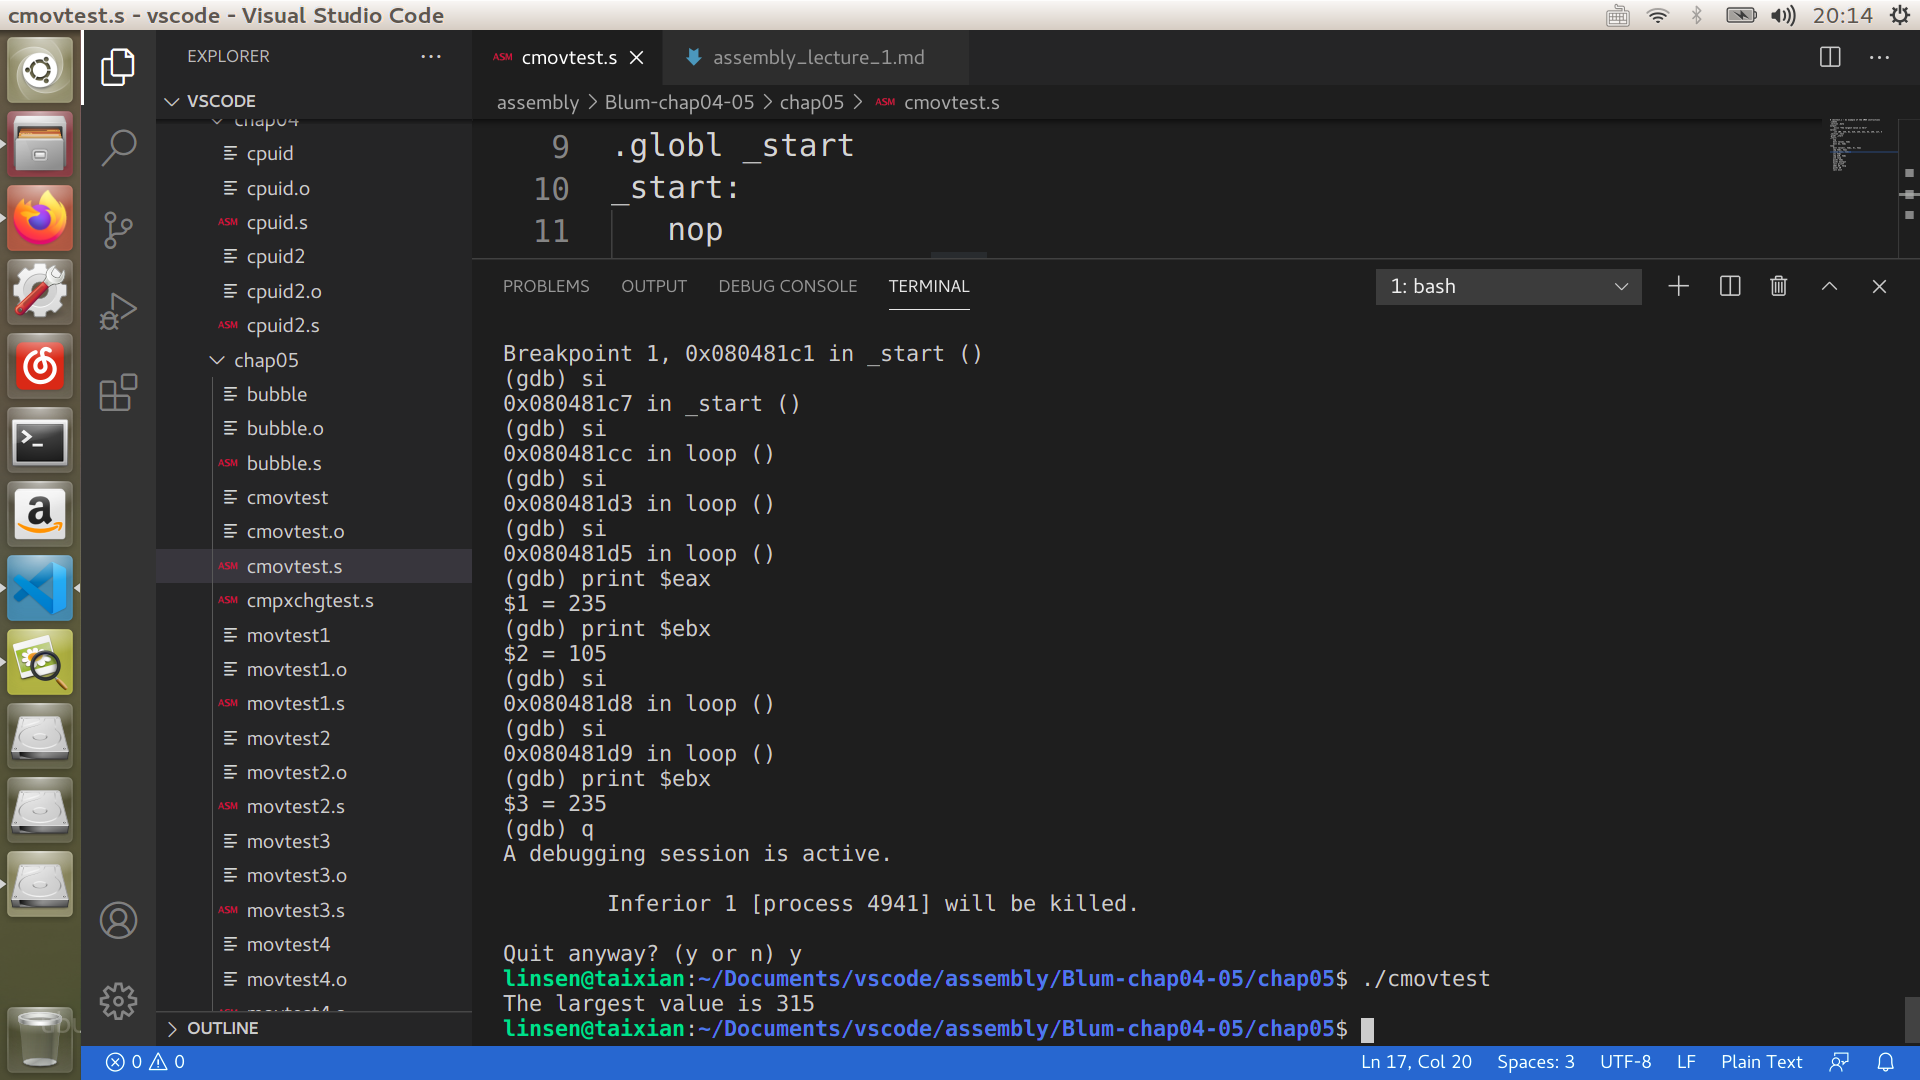 cmovtest.s - vscode - Visual Studio Code
20:14
EXPLORER
VSCODE
chap04
cpuid
cpuid.o
ASM cpuid.s
cpuid2
cpuid2.o
ASM cpuid2.s
chap05
bubble
bubble.o
ASM bubble.s
cmovtest
cmovtest.o
ASM cmovtest.s
ASM cmpxchgtest.s
movtest1
movtest1.o
ASM movtest1.s
movtest2
movtest2.o
ASM movtest2.s
movtest3
movtest3.o
ASM movtest3.s
movtest4
movtest4.o
OUTLINE
ASM cmovtest.s
assembly_lecture_1.md
assembly > Blum-chap04-05 > chap05 > ASM cmovtest.s
9 .globl _start
10 _start:
11 nop
PROBLEMS OUTPUT DEBUG CONSOLE TERMINAL
1: bash
Breakpoint 1, 0x080481c1 in _start ()
(gdb) si
0x080481c7 in _start ()
(gdb) si
0x080481cc in loop ()
(gdb) si
0x080481d3 in loop ()
(gdb) si
0x080481d5 in loop ()
(gdb) print $eax
$1 = 235
(gdb) print $ebx
$2 = 105
(gdb) si
0x080481d8 in loop ()
(gdb) si
0x080481d9 in loop ()
(gdb) print $ebx
$3 = 235
(gdb) q
A debugging session is active.
Inferior 1 [process 4941] will be killed.
Quit anyway? (y or n) y
linsen@taixian:~/Documents/vscode/assembly/Blum-chap04-05/chap05$ ./cmovtest
The largest value is 315
linsen@taixian:~/Documents/vscode/assembly/Blum-chap04-05/chap05$
0 0
Ln 17, Col 20
Spaces: 3
UTF-8
LF
Plain Text